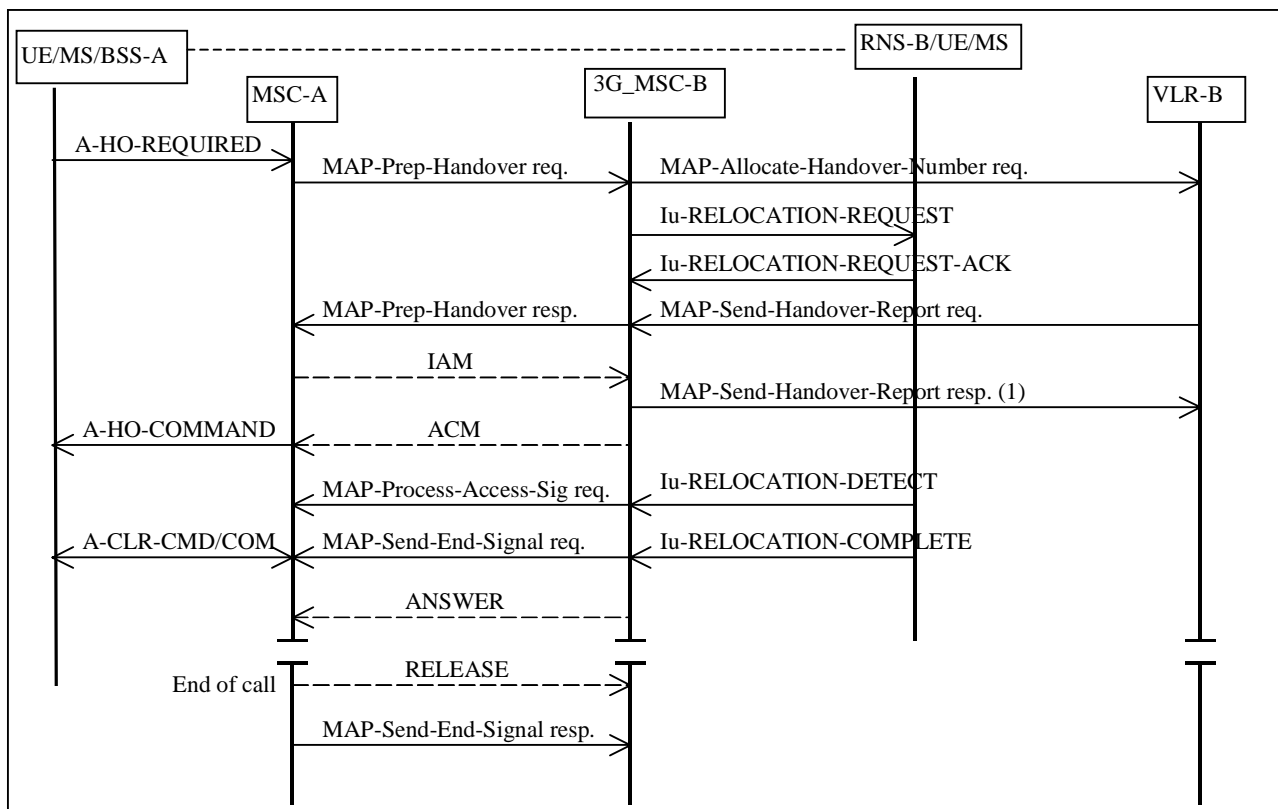 UE/MS/BSS-A
RNS-B/UE/MS
MSC-A
3G_MSC-B
VLR-B
A-HO-REQUIRED
MAP-Prep-Handover req.
MAP-Allocate-Handover-Number req.
Iu-RELOCATION-REQUEST
Iu-RELOCATION-REQUEST-ACK
MAP-Prep-Handover resp.
MAP-Send-Handover-Report req.
IAM
MAP-Send-Handover-Report resp. (1)
A-HO-COMMAND
ACM
MAP-Process-Access-Sig req.
Iu-RELOCATION-DETECT
A-CLR-CMD/COM
MAP-Send-End-Signal req.
Iu-RELOCATION-COMPLETE
ANSWER
End of call
RELEASE
MAP-Send-End-Signal resp.